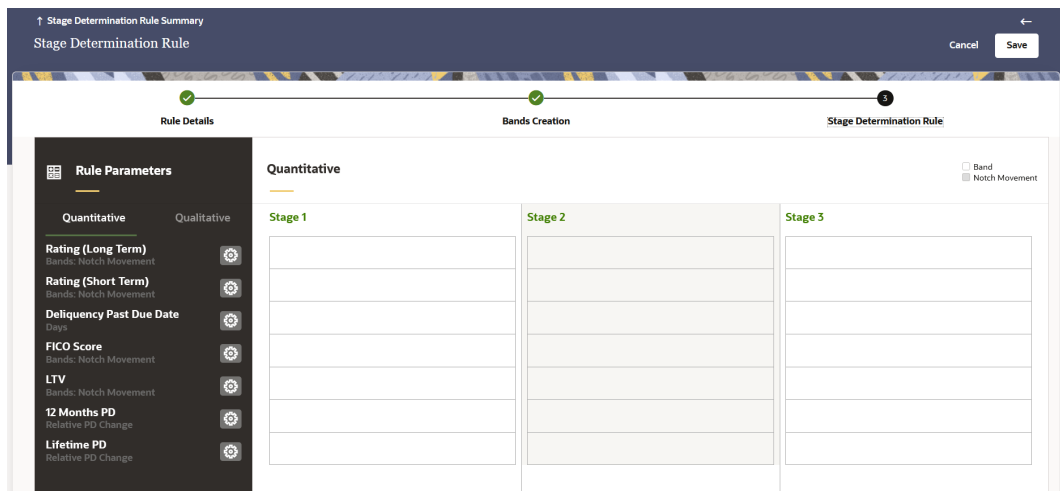 ↑ Stage Determination Rule Summary
←
Stage Determination Rule
Cancel
Save
3
Rule Details
Bands Creation
Stage Determination Rule
Rule Parameters
Quantitative
Band
Notch Movement
Quantitative
Qualitative
Stage 1
Stage 2
Stage 3
Rating (Long Term)
Bands: Notch Movement
Rating (Short Term)
Bands: Notch Movement
Deliquency Past Due Date
Days
FICO Score
Bands: Notch Movement
LTV
Bands: Notch Movement
12 Months PD
Relative PD Change
Lifetime PD
Relative PD Change